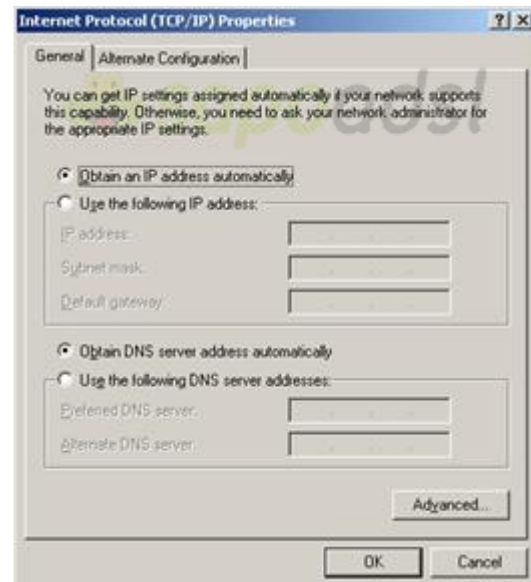 Internet Protocol (TCP/IP) Properties
General
Alternate Configuration
You can get IP settings assigned automatically if your network supports
this capability. Otherwise, you need to ask your network administrator for
the appropriate IP settings.
Obtain an IP address automatically
Use the following IP address:
IP address:
Subnet mask:
Default gateway:
Obtain DNS server address automatically
Use the following DNS server addresses:
Preferred DNS server:
Alternate DNS server:
Advanced...
OK
Cancel